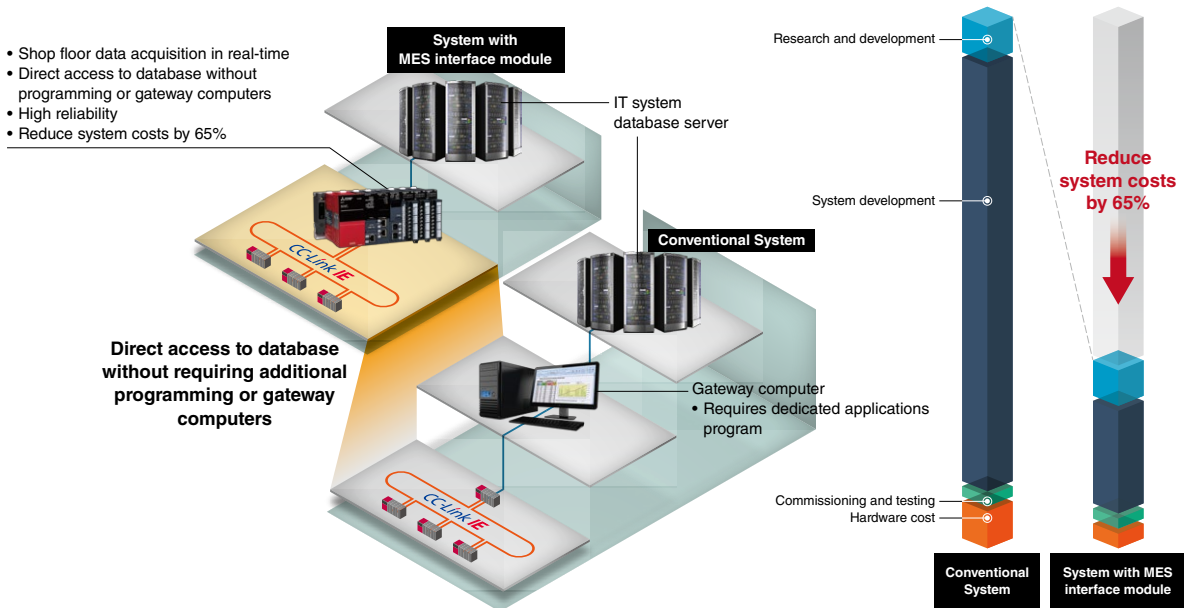 • Shop floor data acquisition in real-time
• Direct access to database without
programming or gateway computers
• High reliability
• Reduce system costs by 65%
System with
MES interface module
IT system
database server
CC-Link IE
Direct access to database
without requiring additional
programming or gateway
computers
Conventional System
Gateway computer
• Requires dedicated applications
program
CC-Link IE
Research and development
System development
Commissioning and testing
Hardware cost
Reduce
system costs
by 65%
Conventional
System
System with MES
interface module